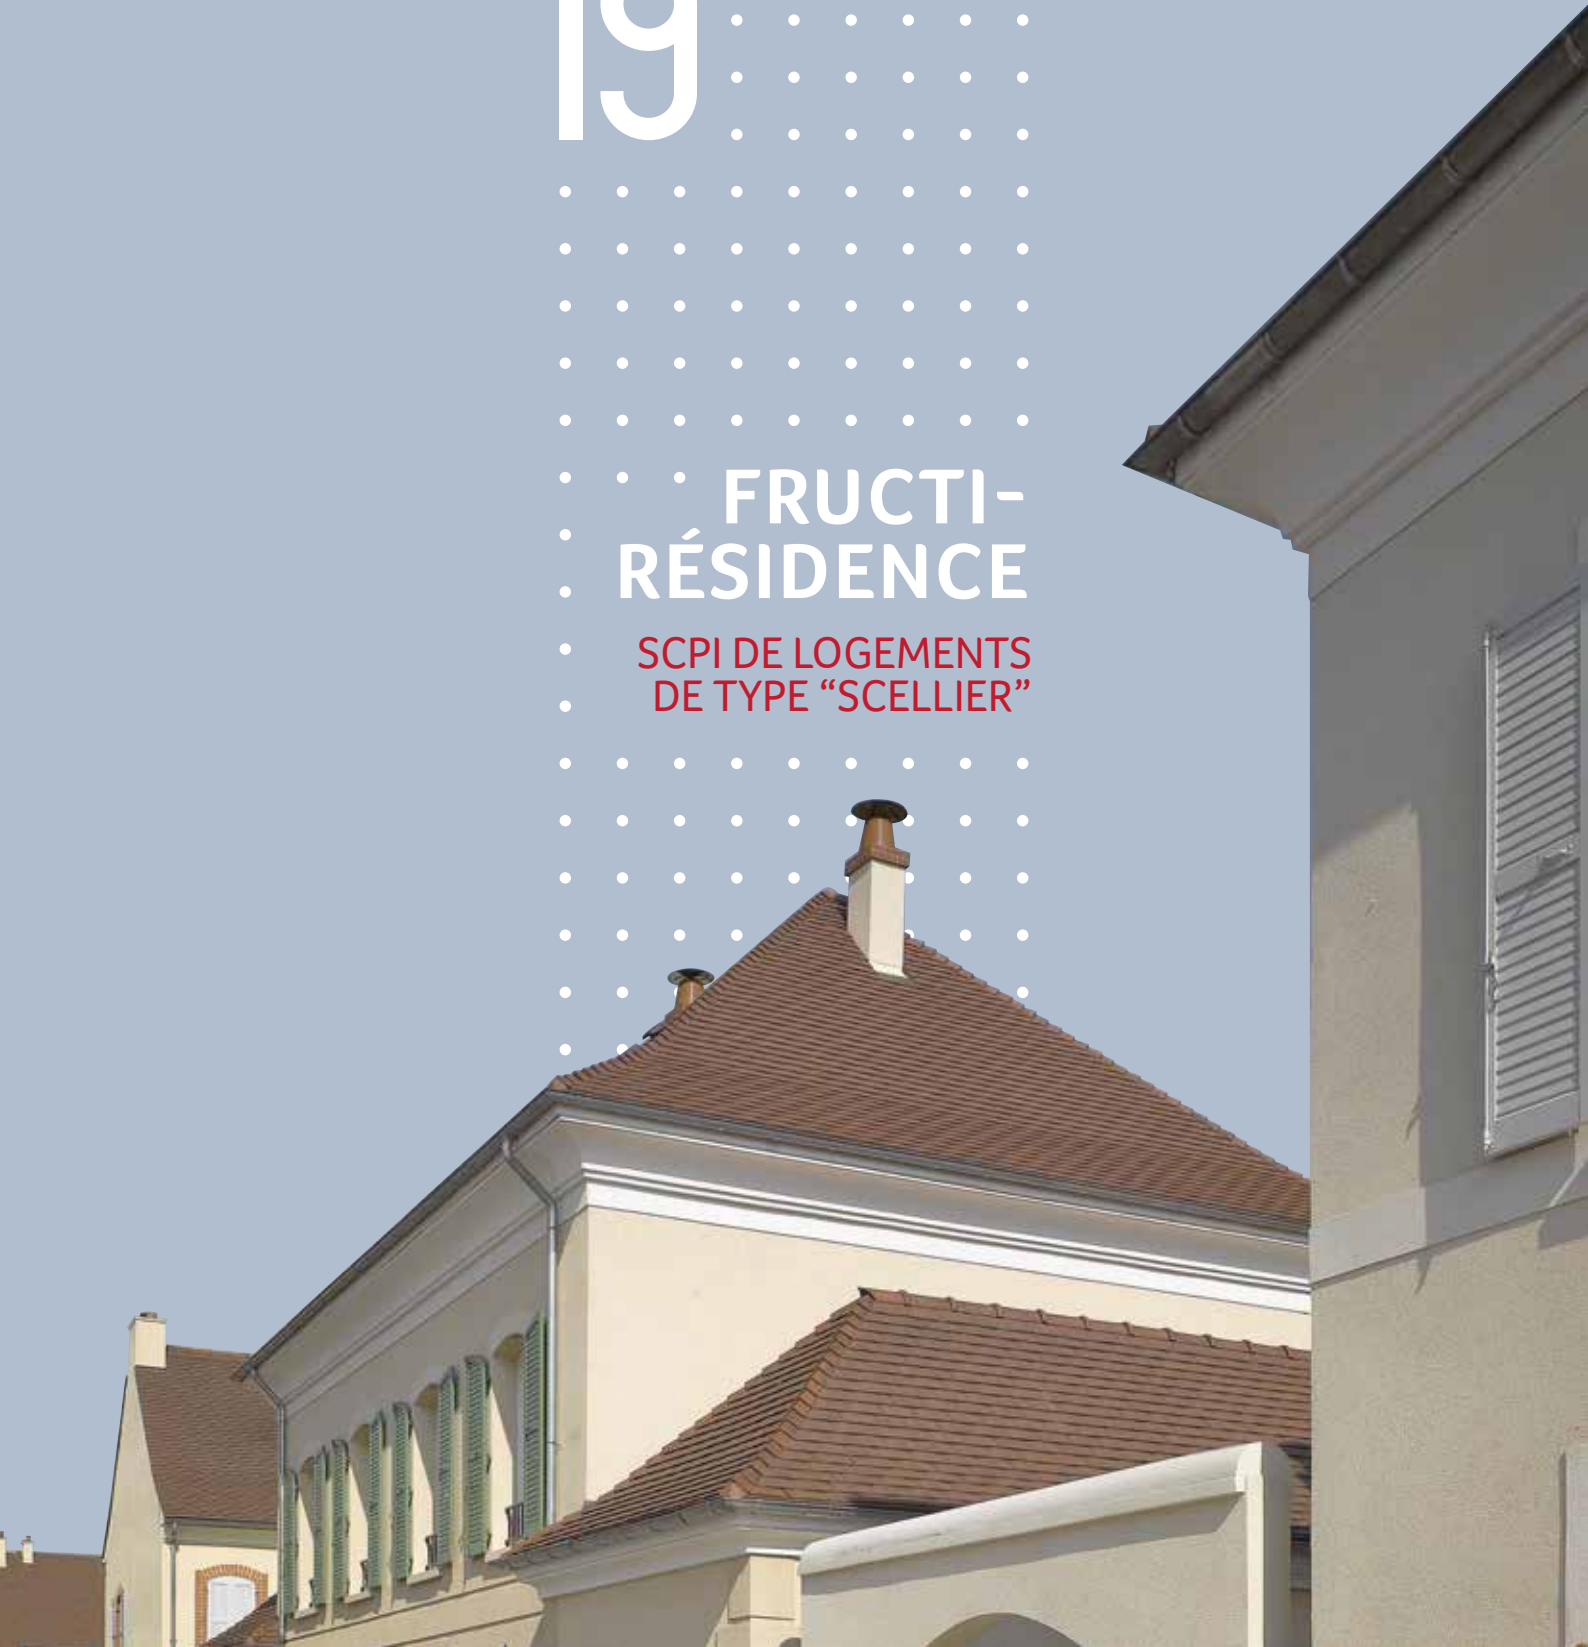 19
FRUCTI-
RÉSIDENCE
SCPI DE LOGEMENTS
DE TYPE “SCELLIER”